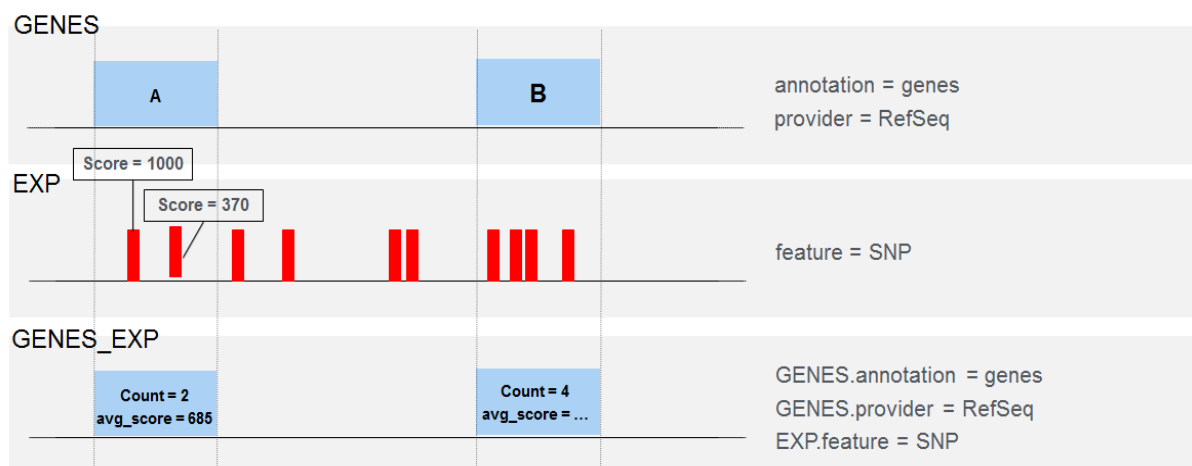 GENES
A
B
annotation = genes
provider = RefSeq
Score = 1000
EXP
Score = 370
feature = SNP
GENES_EXP
Count = 2
avg_score = 685
Count = 4
avg_score = ...
GENES.annotation = genes
GENES.provider = RefSeq
EXP.feature = SNP